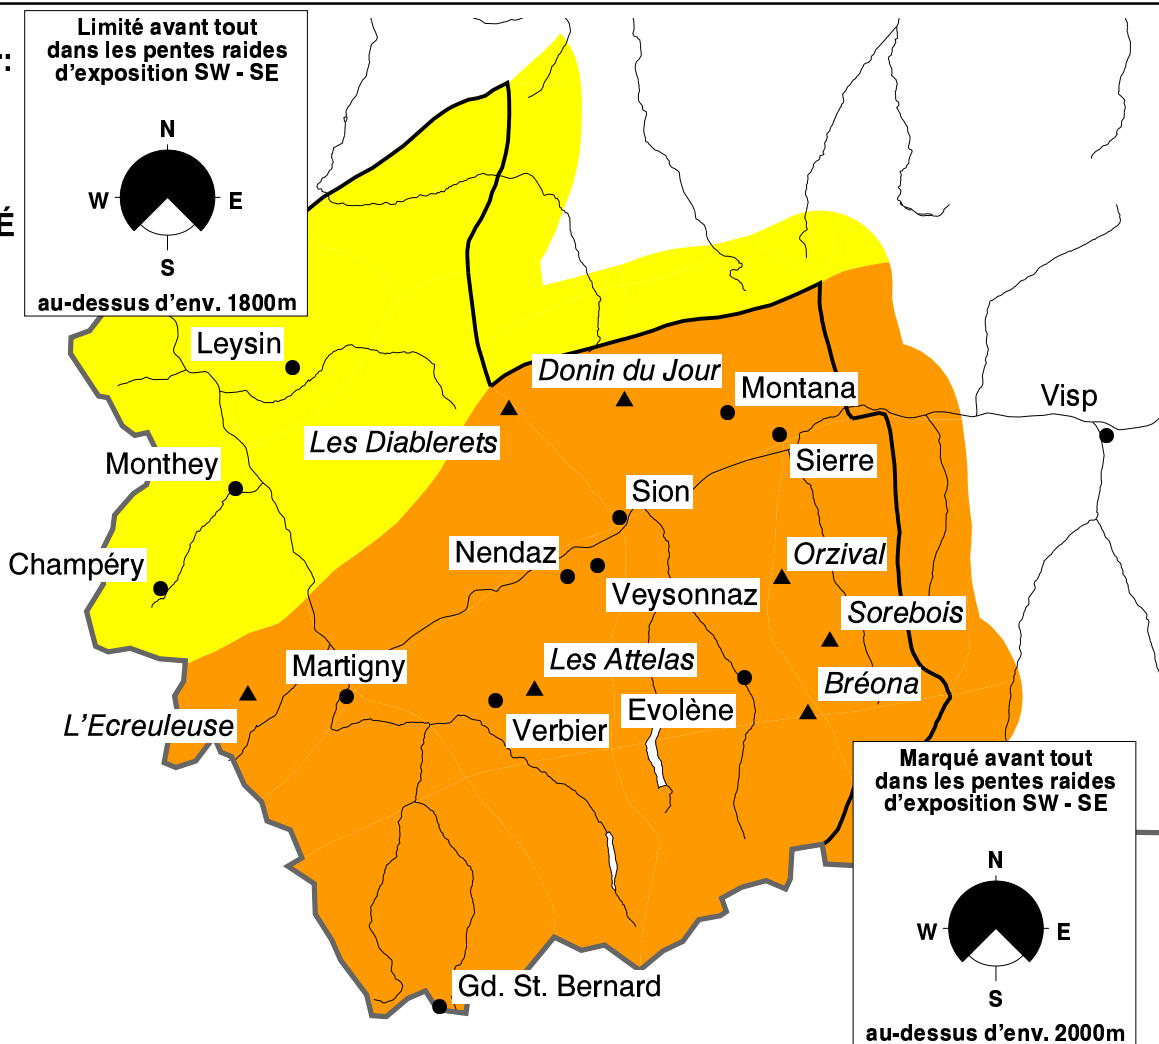 Limité avant tout
dans les pentes raides
d'exposition SW - SE
N
W
E
S
au-dessus d'env. 1800m
É
Leysin
Donin du Jour
Montana
Visp
Les Diablerets
Monthey
Sierre
Sion
Champéry
Nendaz
Orzival
Veysonnaz
Sorebois
Martigny
Les Attelas
Bréona
L'Ecreuleuse
Evolène
Verbier
Marqué avant tout
dans les pentes raides
d'exposition SW - SE
N
W
E
S
au-dessus d'env. 2000m
Gd. St. Bernard